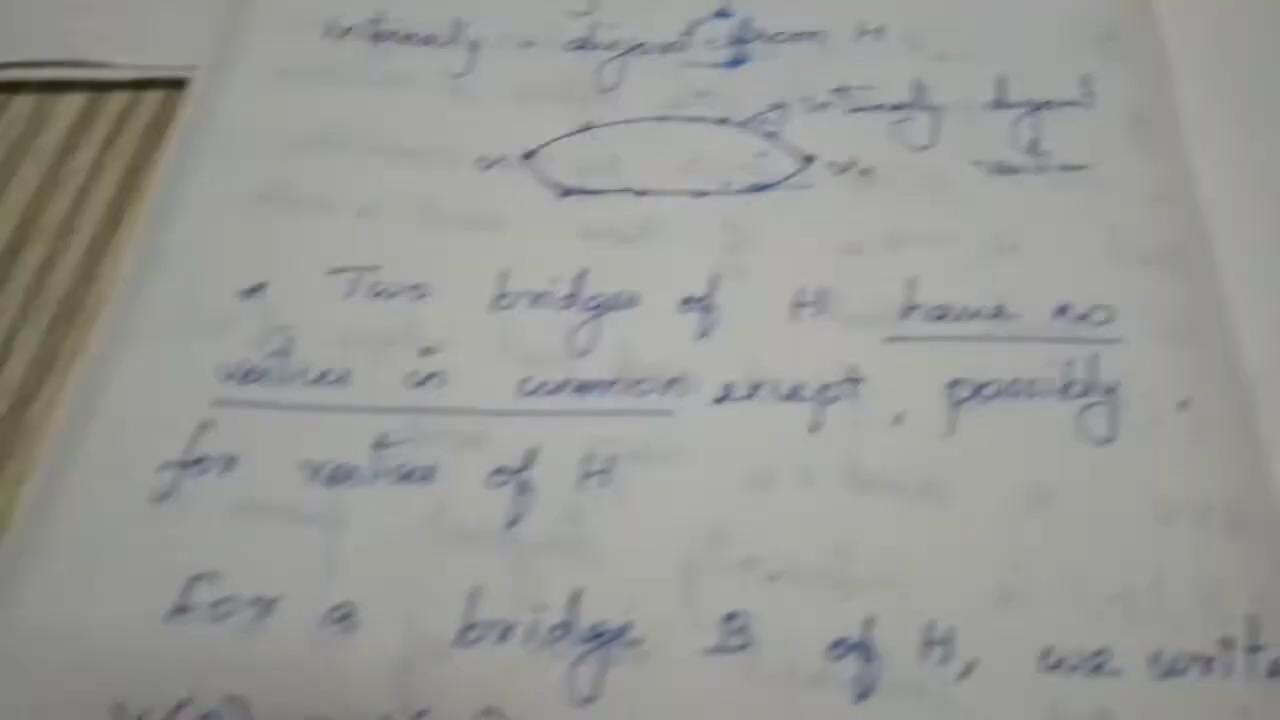 internally - disjoint from H
internally disjoint
• Two bridges of H have no
vertices in common except, possibly,
for vertices of H
For a bridge B of H, we write